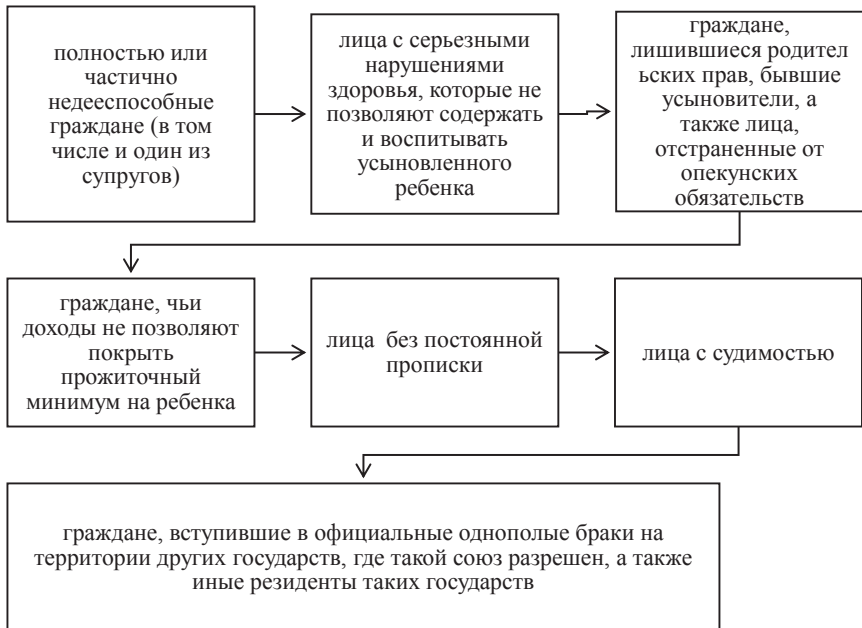 полностью или
частично
недееспособные
граждане (в том
числе и один из
супругов)
лица с серьезными
нарушениями
здоровья, которые не
позволяют содержать
и воспитывать
усыновленного
ребенка
граждане,
лишившиеся родител
ьских прав, бывшие
усыновители, а
также лица,
отстраненные от
опекунских
обязательств
граждане, чьи
доходы не позволяют
покрыть
прожиточный
минимум на ребенка
лица без постоянной
прописки
лица с судимостью
граждане, вступившие в официальные однополые браки на
территории других государств, где такой союз разрешен, а также
иные резиденты таких государств